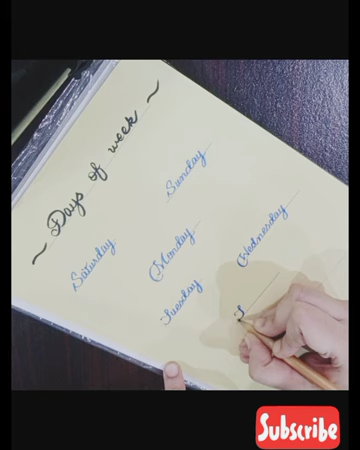 ~ Days of week ~
Sunday
Saturday
Monday
Wednesday
Tuesday
T
Subscribe